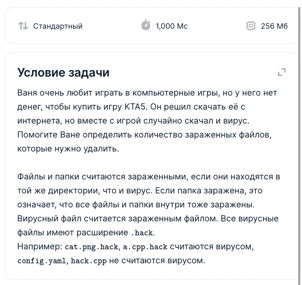 Стандартный 1,000 Мс 256 Мб
Условие задачи
Ваня очень любит играть в компьютерные игры, но у него нет
денег, чтобы купить игру KTA5. Он решил скачать её с
интернета, но вместе с игрой случайно скачал и вирус.
Помогите Ване определить количество зараженных файлов,
которые нужно удалить.
Файлы и папки считаются зараженными, если они находятся в
той же директории, что и вирус. Если папка заражена, это
означает, что все файлы и папки внутри тоже заражены.
Вирусный файл считается зараженным файлом. Все вирусные
файлы имеют расширение .hack.
Например: cat.png.hack, a.cpp.hack считаются вирусом,
config.yaml, hack.cpp не считаются вирусом.